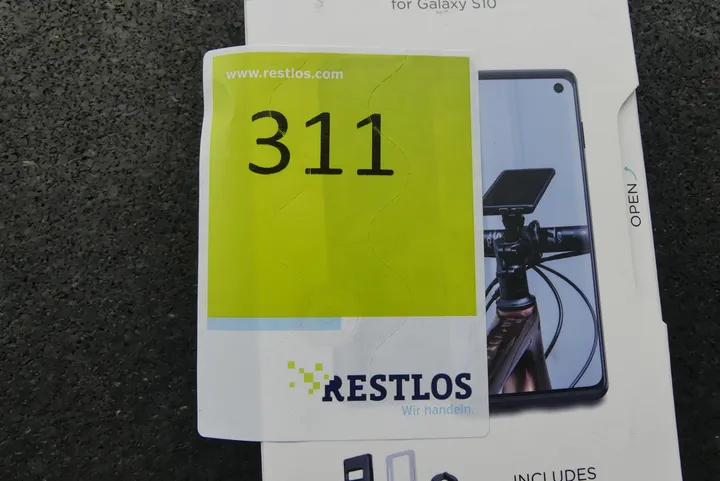 for Galaxy S10
www.restlos.com
311
OPEN
RESTLOS
Wir handeln.
INCLUDES